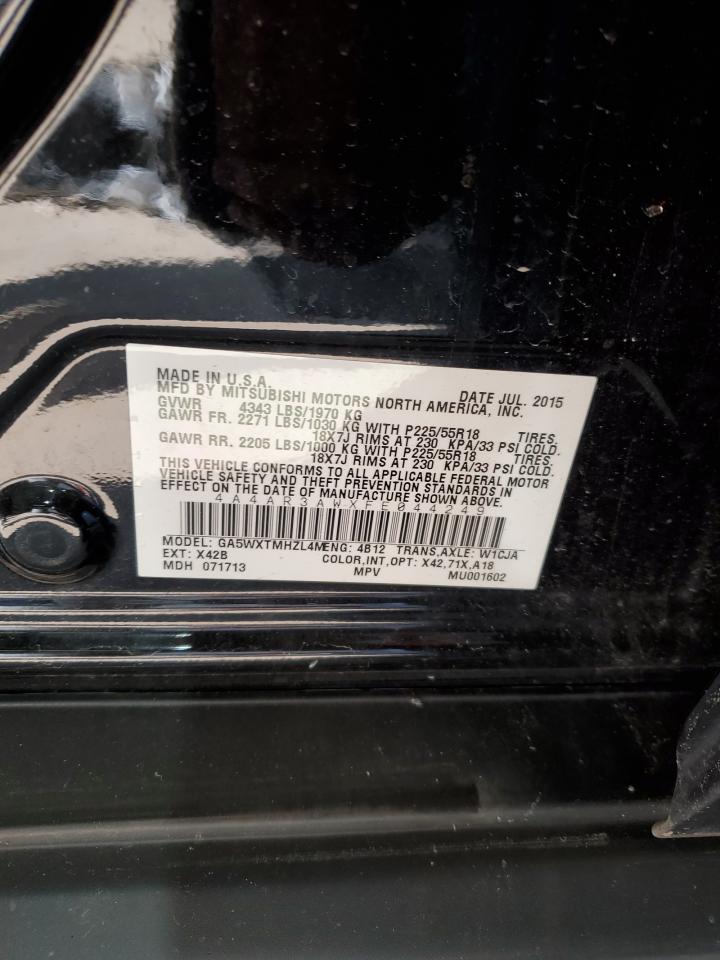 MADE IN U.S.A. DATE JUL. 2015
MFD BY MITSUBISHI MOTORS NORTH AMERICA, INC.
GVWR 4343 LBS/1970 KG
GAWR FR. 2271 LBS/1030 KG WITH P225/55R18 TIRES.
18X7J RIMS AT 230 KPA/33 PSI COLD.
GAWR RR. 2205 LBS/1000 KG WITH P225/55R18 TIRES
18X7J RIMS AT 230 KPA/33 PSI COLD.
THIS VEHICLE CONFORMS TO ALL APPLICABLE FEDERAL MOTOR
VEHICLE SAFETY AND THEFT PREVENTION STANDARDS IN
EFFECT ON THE DATE OF MANUFACTURE SHOWN ABOVE.
4A4AR3AWXFE044249
MODEL: GA5WXTMHZL4M ENG: 4B12 TRANS,AXLE: W1CJA
EXT: X42B COLOR,INT,OPT: X42,71X,A18
MDH 071713 MPV MU001602